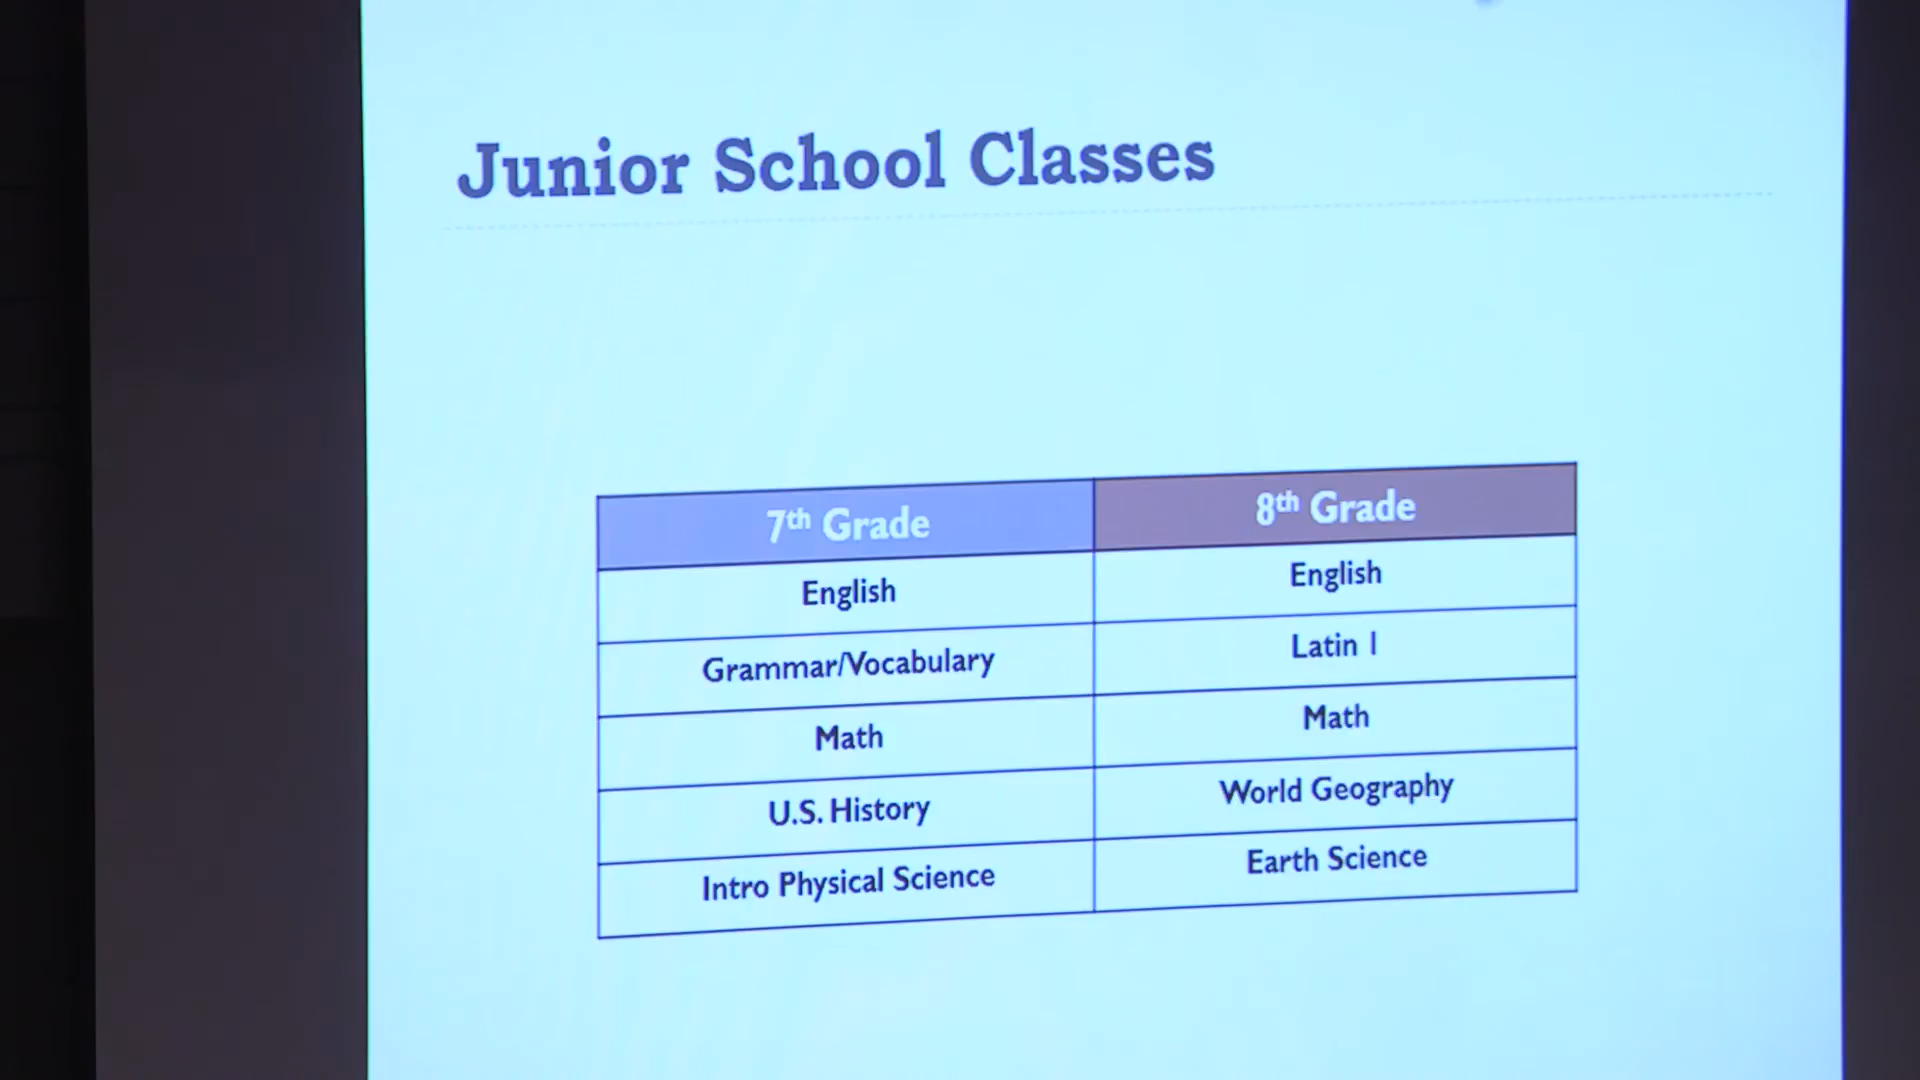 Junior School Classes
7th Grade 8th Grade
English English
Grammar/Vocabulary Latin 1
Math Math
U.S. History World Geography
Intro Physical Science Earth Science